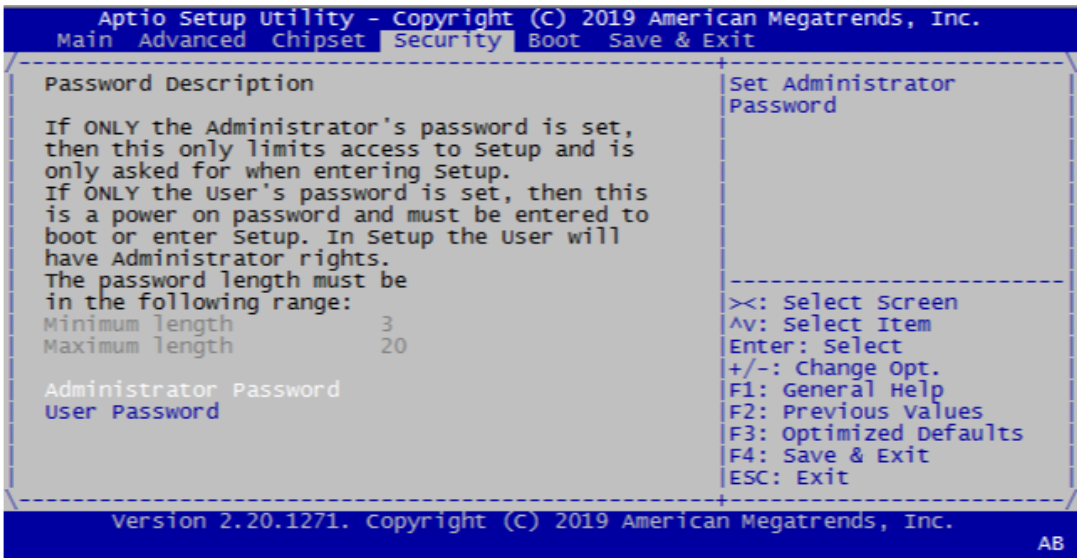 Aptio Setup Utility – Copyright (C) 2019 American Megatrends, Inc.
Main Advanced Chipset Security Boot Save & Exit
Password Description
If ONLY the Administrator's password is set,
then this only limits access to Setup and is
only asked for when entering Setup.
If ONLY the User's password is set, then this
is a power on password and must be entered to
boot or enter Setup. In Setup the User will
have Administrator rights.
The password length must be
in the following range:
Minimum length 3
Maximum length 20
Administrator Password
User Password
Set Administrator
Password
><: Select Screen
^v: Select Item
Enter: Select
+/-: Change Opt.
F1: General Help
F2: Previous Values
F3: Optimized Defaults
F4: Save & Exit
ESC: Exit
Version 2.20.1271. Copyright (C) 2019 American Megatrends, Inc.
AB